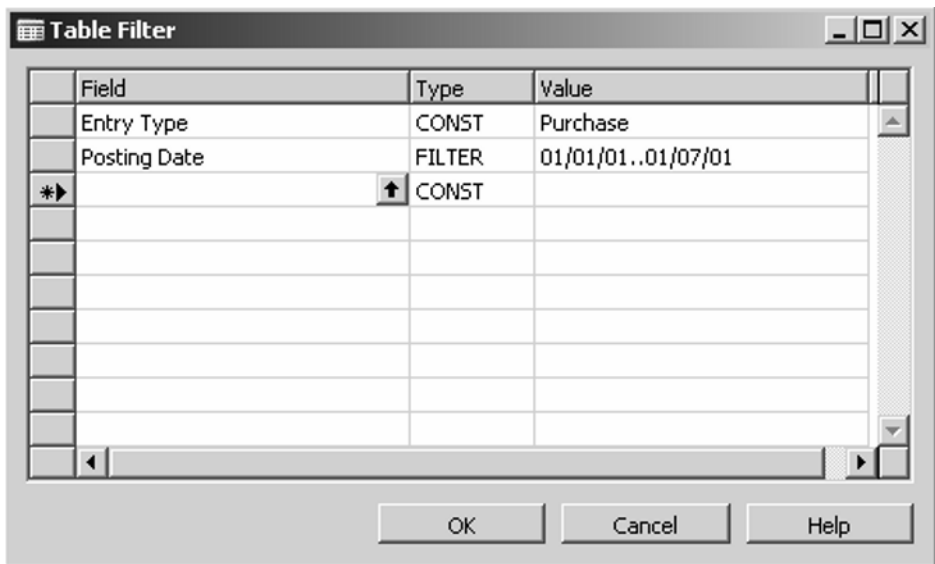 Table Filter
Field Type Value
Entry Type CONST Purchase
Posting Date FILTER 01/01/01..01/07/01
CONST
OK Cancel Help